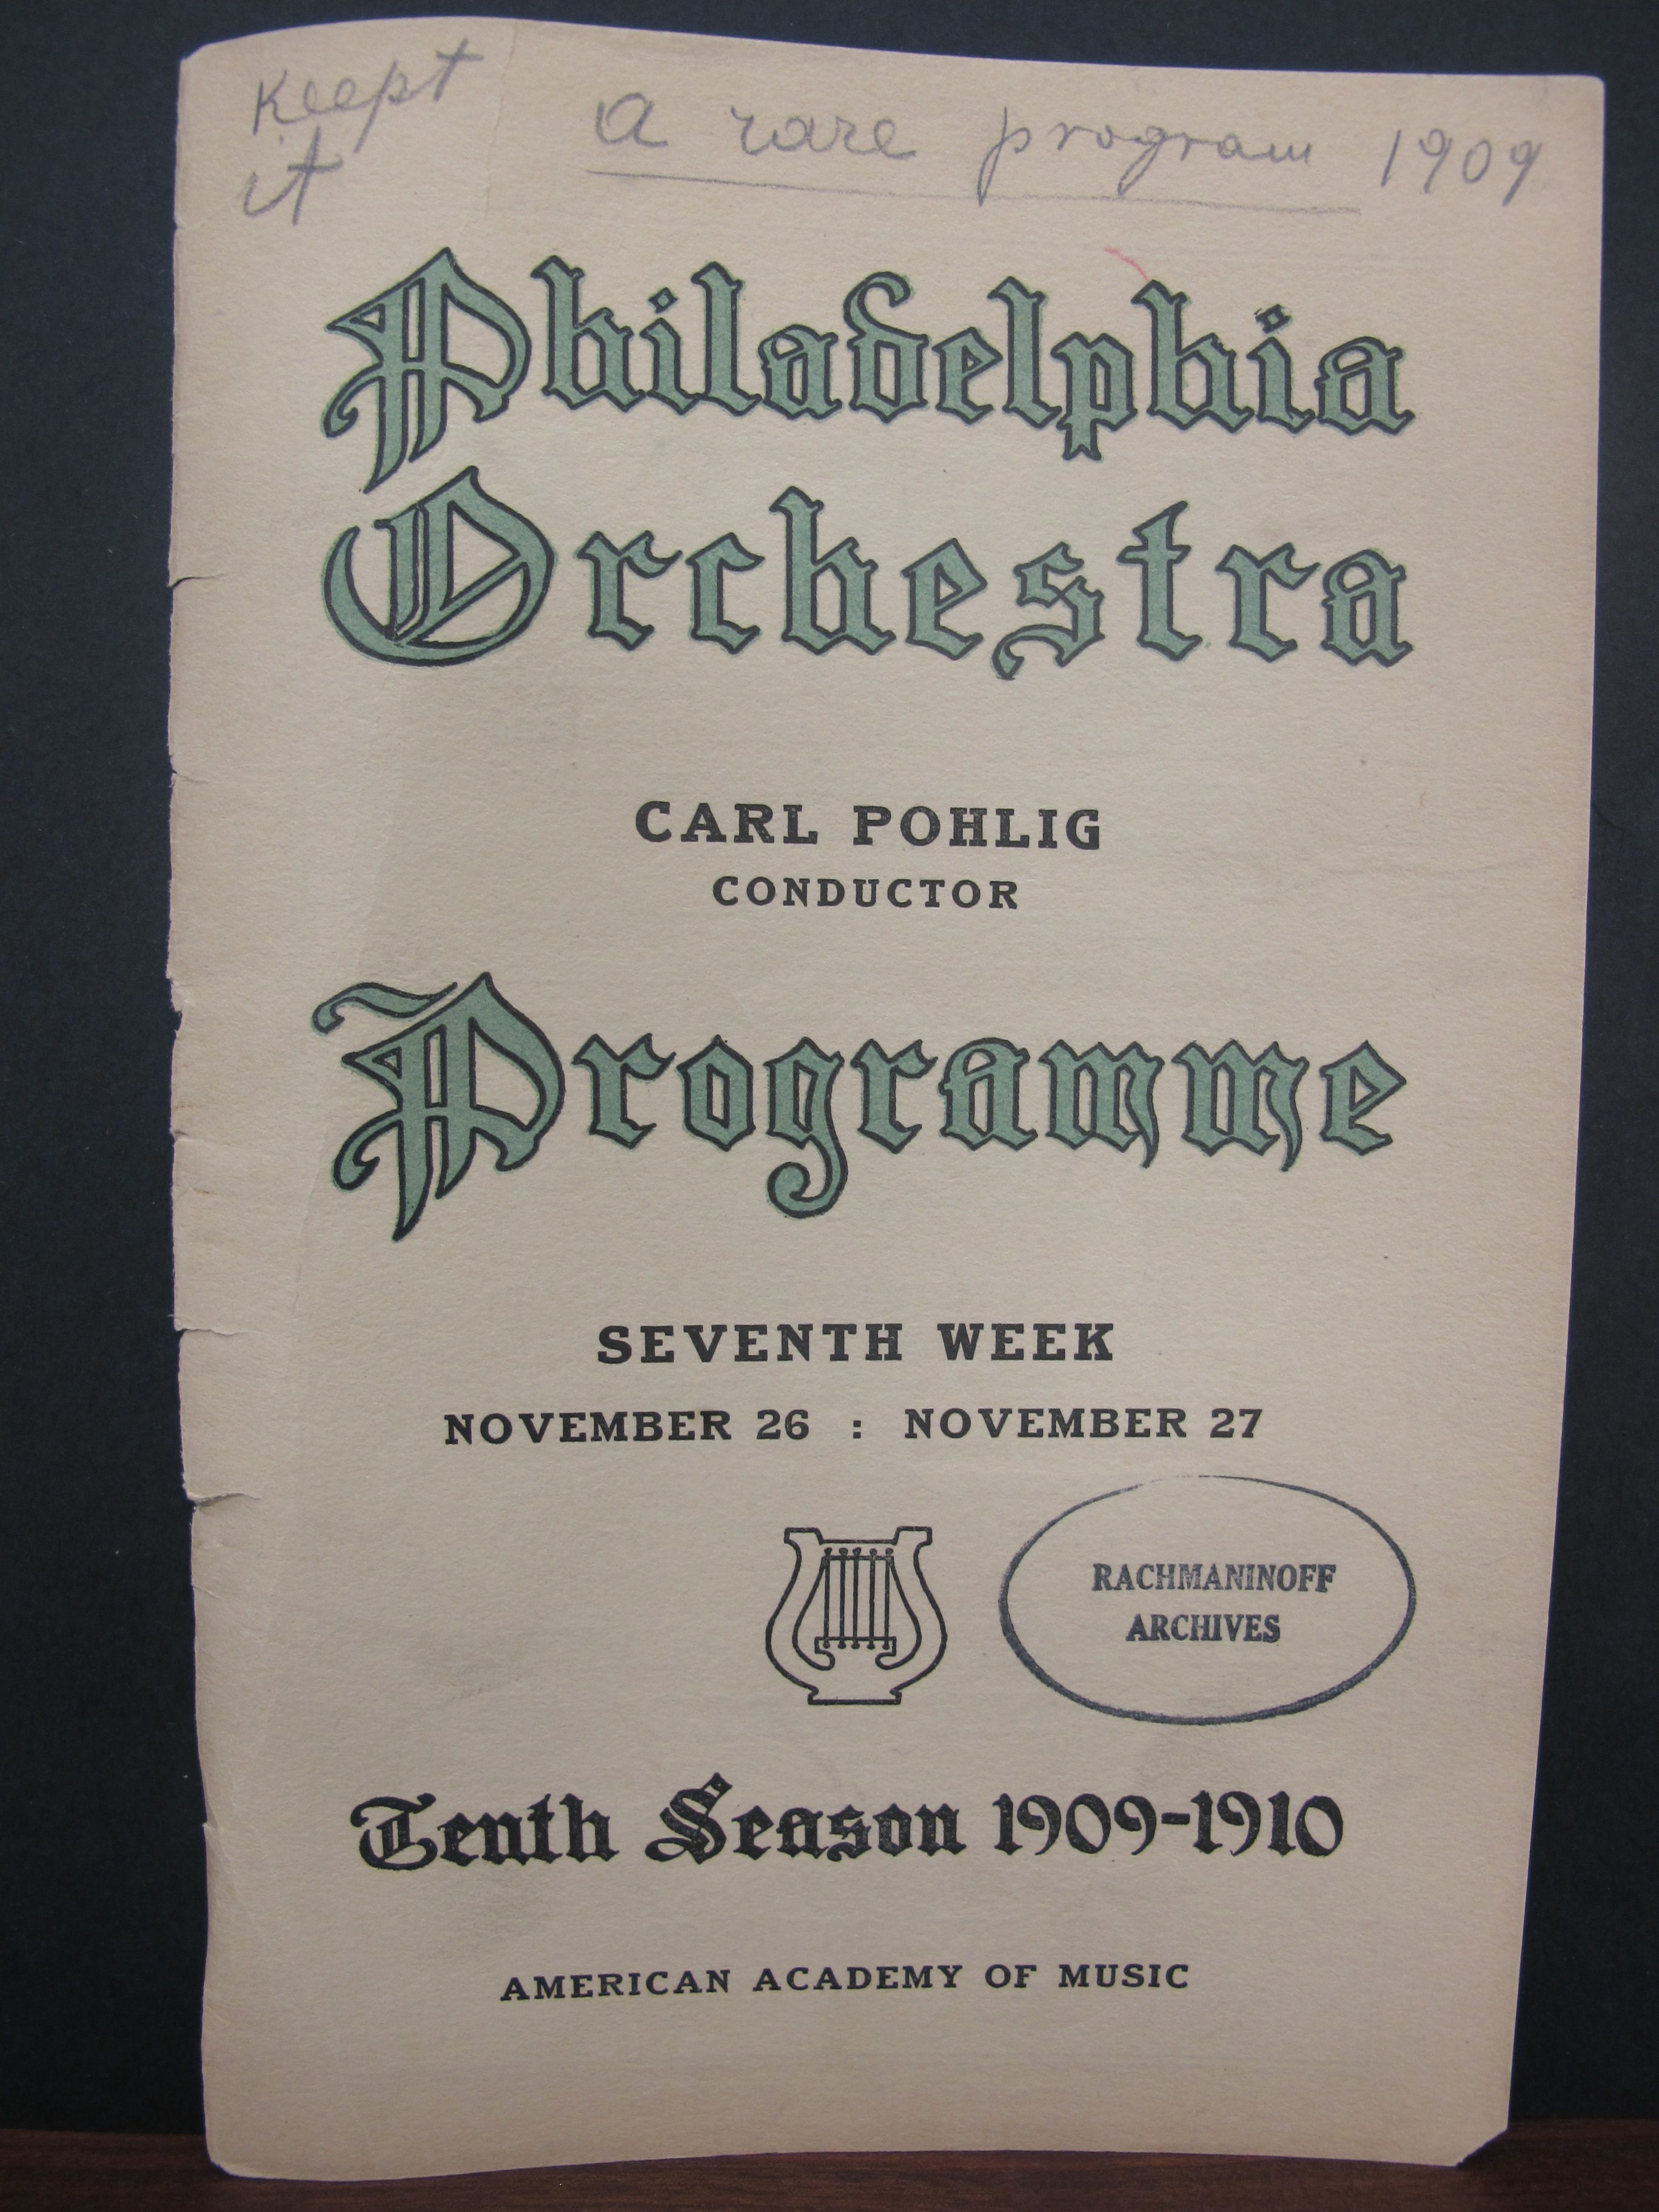 Keept it
a rare program 1909
Philadelphia
Orchestra
CARL POHLIG
CONDUCTOR
Programme
SEVENTH WEEK
NOVEMBER 26 : NOVEMBER 27
RACHMANINOFF
ARCHIVES
Tenth Season 1909-1910
AMERICAN ACADEMY OF MUSIC